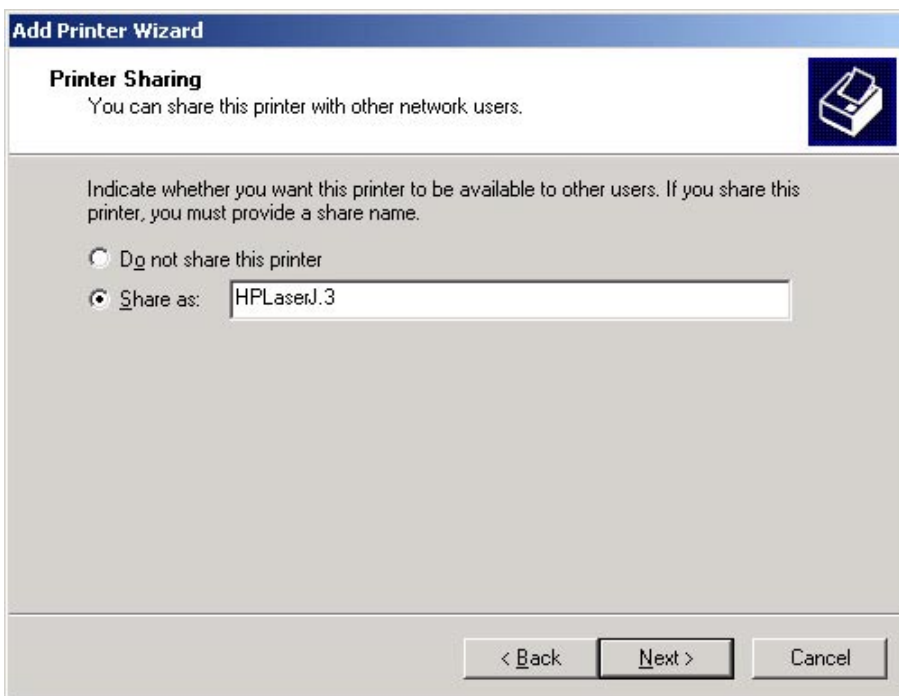 Add Printer Wizard
Printer Sharing
You can share this printer with other network users.
Indicate whether you want this printer to be available to other users. If you share this
printer, you must provide a share name.
Do not share this printer
Share as: HPLaserJ.3
< Back Next > Cancel